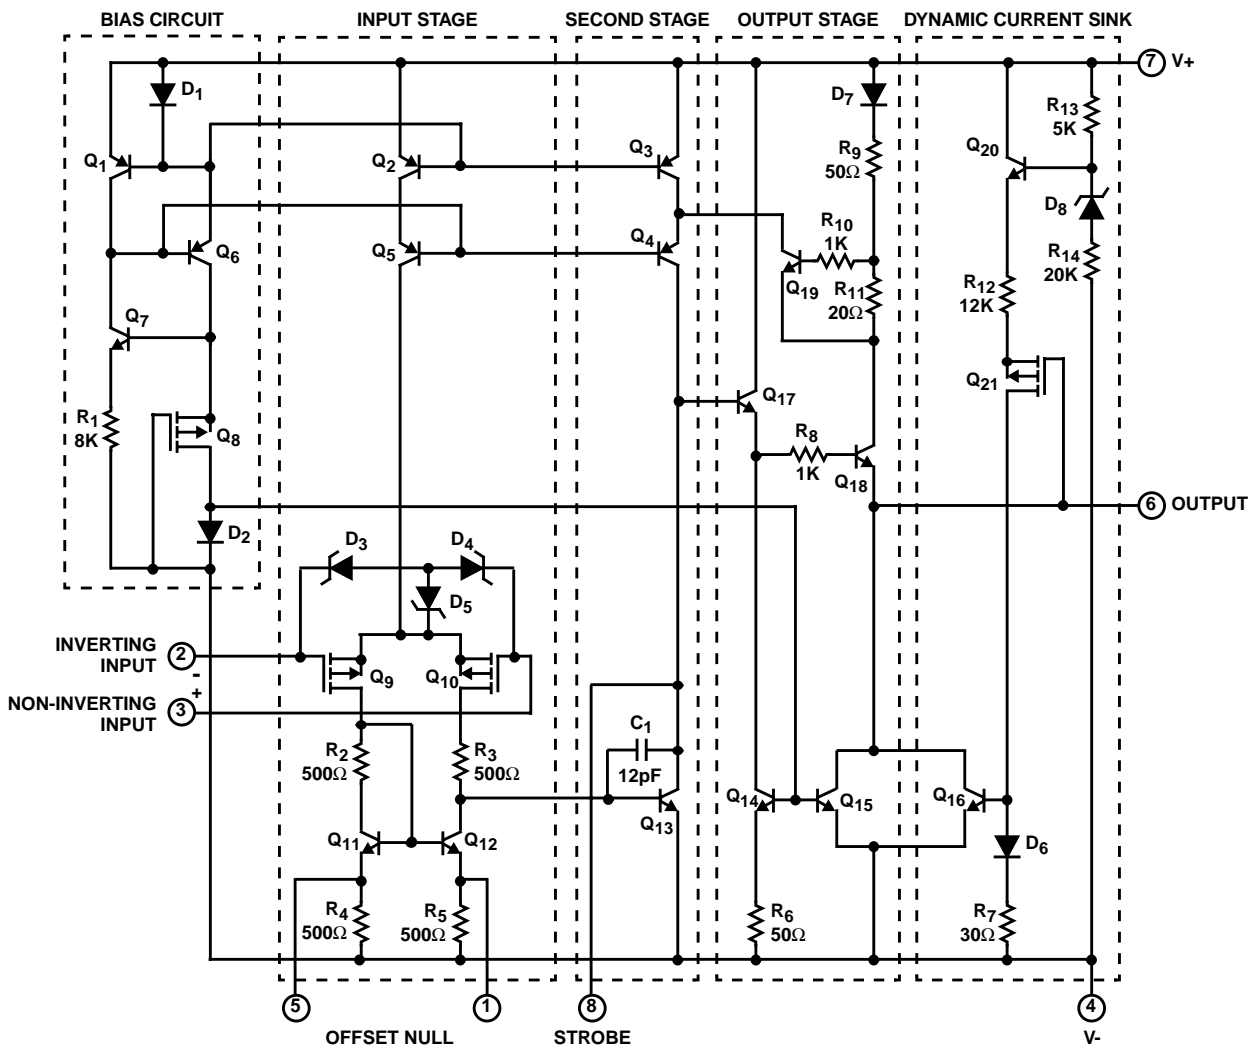 BIAS CIRCUIT
INPUT STAGE
SECOND STAGE
OUTPUT STAGE
DYNAMIC CURRENT SINK
7 V+
D1
D7
R13
5K
Q1
Q2
Q3
R9
50Ω
Q20
D8
Q6
Q5
Q4
R10
1K
Q19
R11
20Ω
R14
20K
R12
12K
Q7
Q21
Q17
R1
8K
Q8
R8
1K
Q18
6 OUTPUT
D2
D3
D4
D5
INVERTING
INPUT
2
-
Q9
Q10
+
NON-INVERTING
INPUT
3
C1
12pF
R2
500Ω
R3
500Ω
Q14
Q15
Q16
Q13
Q11
Q12
D6
R4
500Ω
R5
500Ω
R6
50Ω
R7
30Ω
5
1
8
4
OFFSET NULL
STROBE
V-